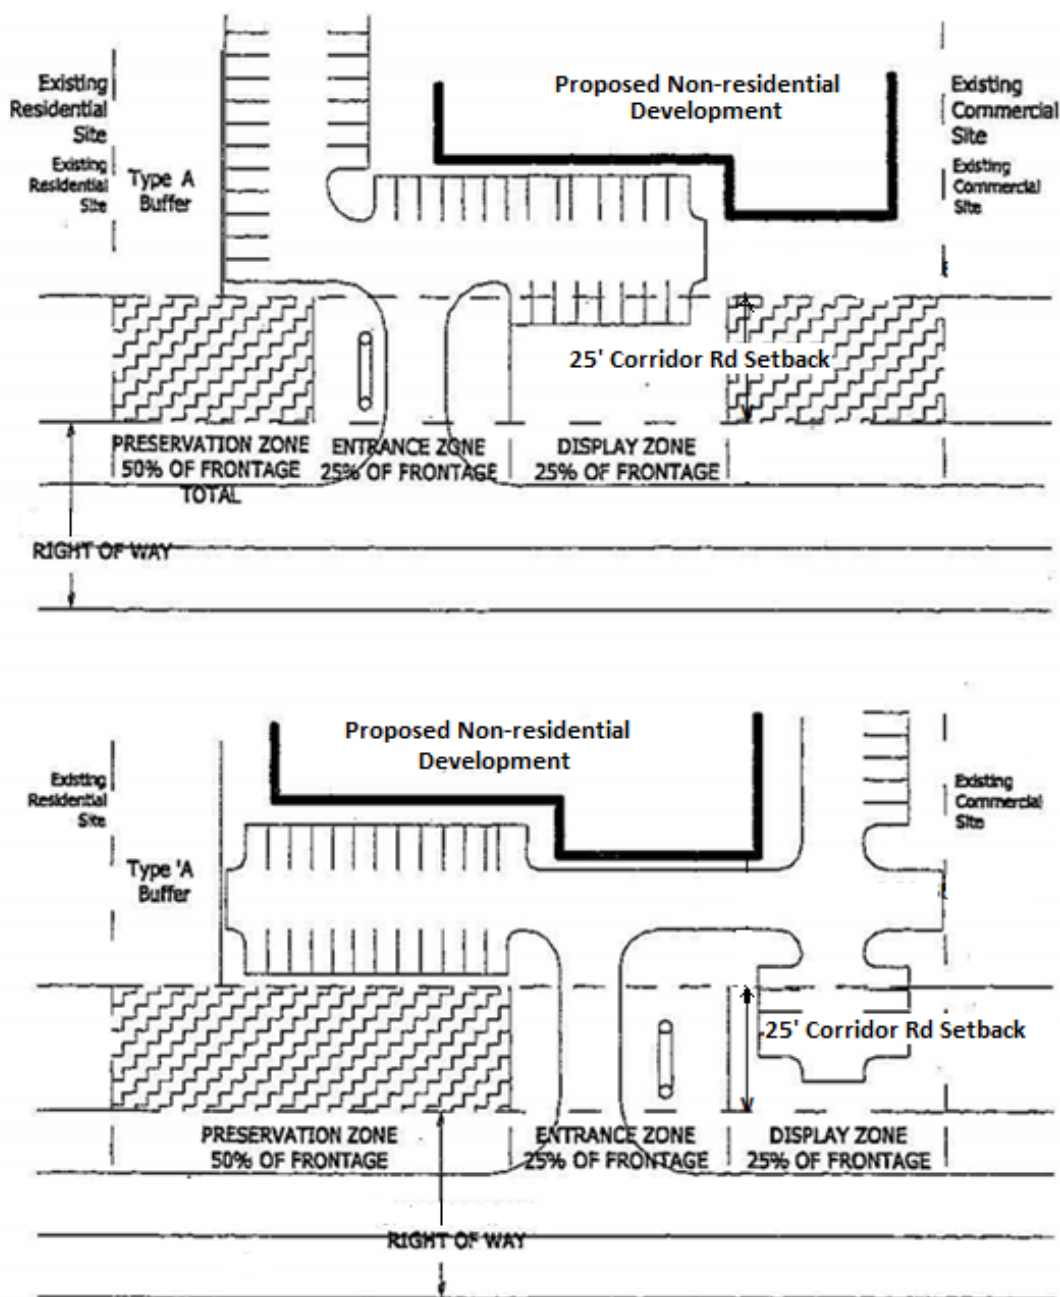 Existing
Residential
Site
Existing
Residential
Site
Type A
Buffer
Proposed Non-residential
Development
Existing
Commercial
Site
Existing
Commercial
Site
25' Corridor Rd Setback
PRESERVATION ZONE
50% OF FRONTAGE
TOTAL
ENTRANCE ZONE
25% OF FRONTAGE
DISPLAY ZONE
25% OF FRONTAGE
RIGHT OF WAY
Proposed Non-residential
Development
Existing
Residential
Site
Type 'A
Buffer
Existing
Commercial
Site
25' Corridor Rd Setback
PRESERVATION ZONE
50% OF FRONTAGE
ENTRANCE ZONE
25% OF FRONTAGE
DISPLAY ZONE
25% OF FRONTAGE
RIGHT OF WAY